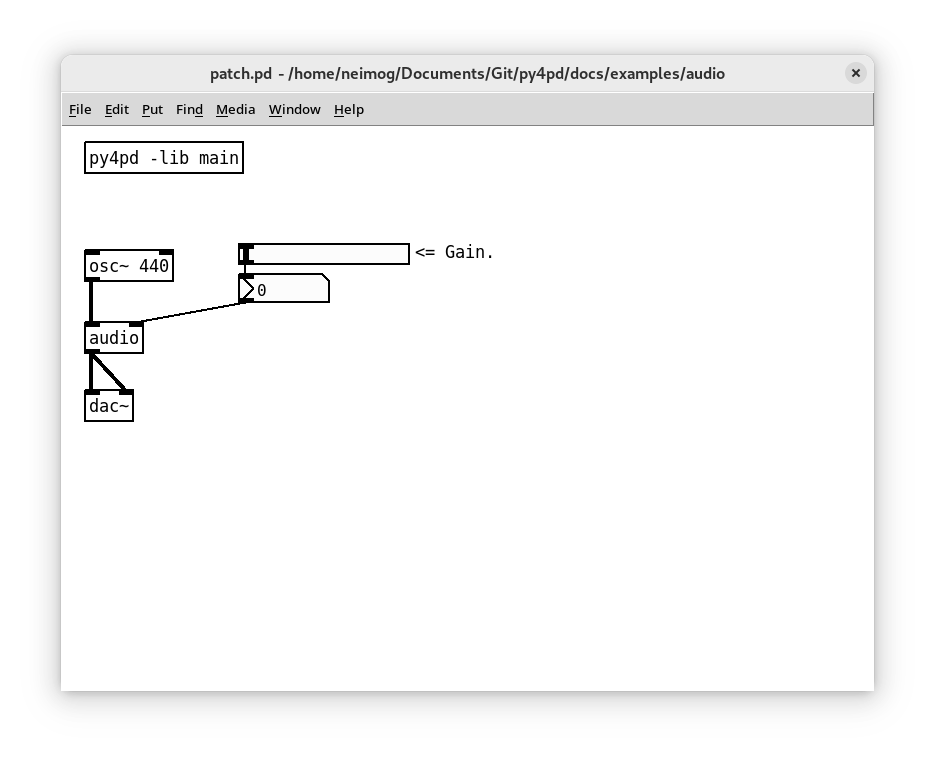 patch.pd - /home/neimog/Documents/Git/py4pd/docs/examples/audio
File Edit Put Find Media Window Help
py4pd -lib main
<= Gain.
osc~ 440
0
audio
dac~